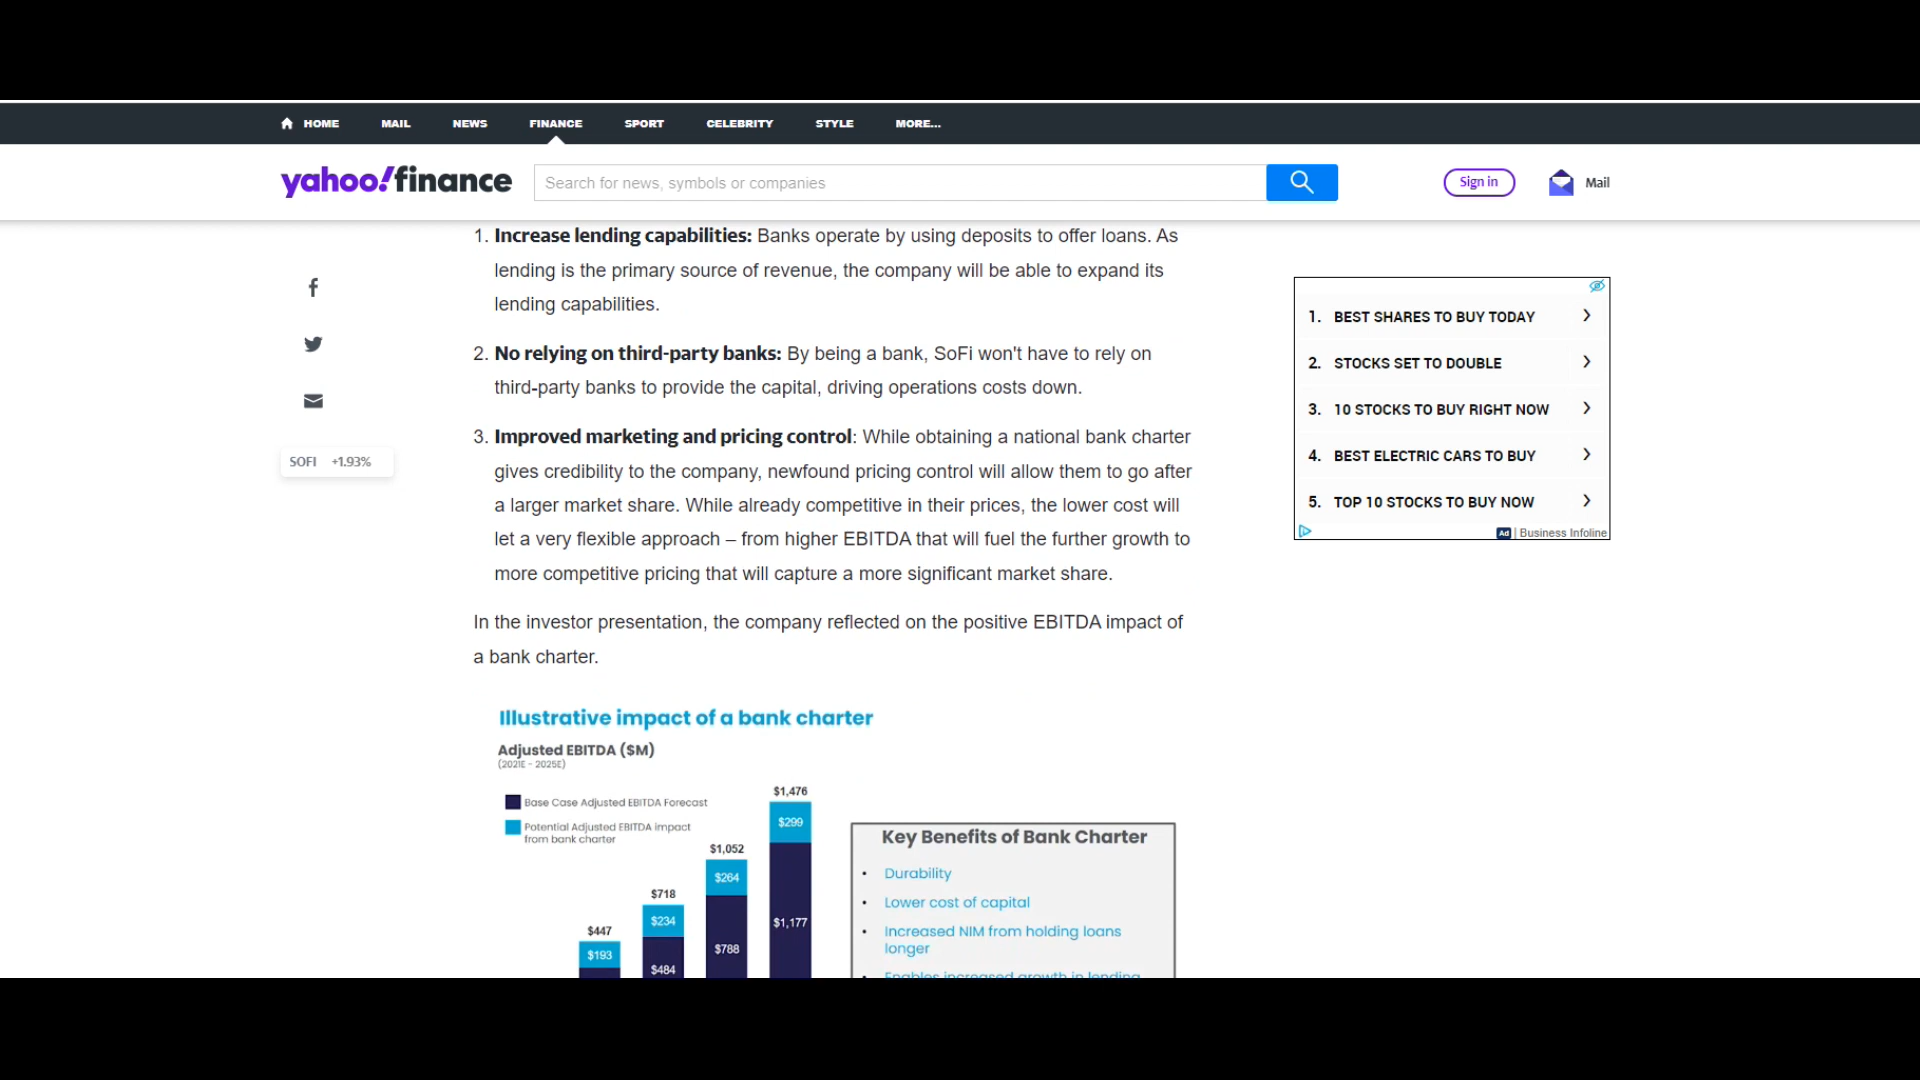 HOME MAIL NEWS FINANCE SPORT CELEBRITY STYLE MORE...
yahoo!finance Search for news, symbols or companies Sign in Mail
1. Increase lending capabilities: Banks operate by using deposits to offer loans. As
lending is the primary source of revenue, the company will be able to expand its
lending capabilities.
2. No relying on third-party banks: By being a bank, SoFi won't have to rely on
third-party banks to provide the capital, driving operations costs down.
3. Improved marketing and pricing control: While obtaining a national bank charter
gives credibility to the company, newfound pricing control will allow them to go after
a larger market share. While already competitive in their prices, the lower cost will
let a very flexible approach – from higher EBITDA that will fuel the further growth to
more competitive pricing that will capture a more significant market share.
In the investor presentation, the company reflected on the positive EBITDA impact of
a bank charter.
SOFI +1.93%
1. BEST SHARES TO BUY TODAY
2. STOCKS SET TO DOUBLE
3. 10 STOCKS TO BUY RIGHT NOW
4. BEST ELECTRIC CARS TO BUY
5. TOP 10 STOCKS TO BUY NOW
Ad | Business Infoline
Illustrative impact of a bank charter
Adjusted EBITDA ($M)
(2021E - 2025E)
Base Case Adjusted EBITDA Forecast
Potential Adjusted EBITDA impact
from bank charter
$447
$193
$718
$234
$484
$1,052
$264
$788
$1,476
$299
$1,177
Key Benefits of Bank Charter
• Durability
• Lower cost of capital
• Increased NIM from holding loans
longer
• Enables increased growth in lending